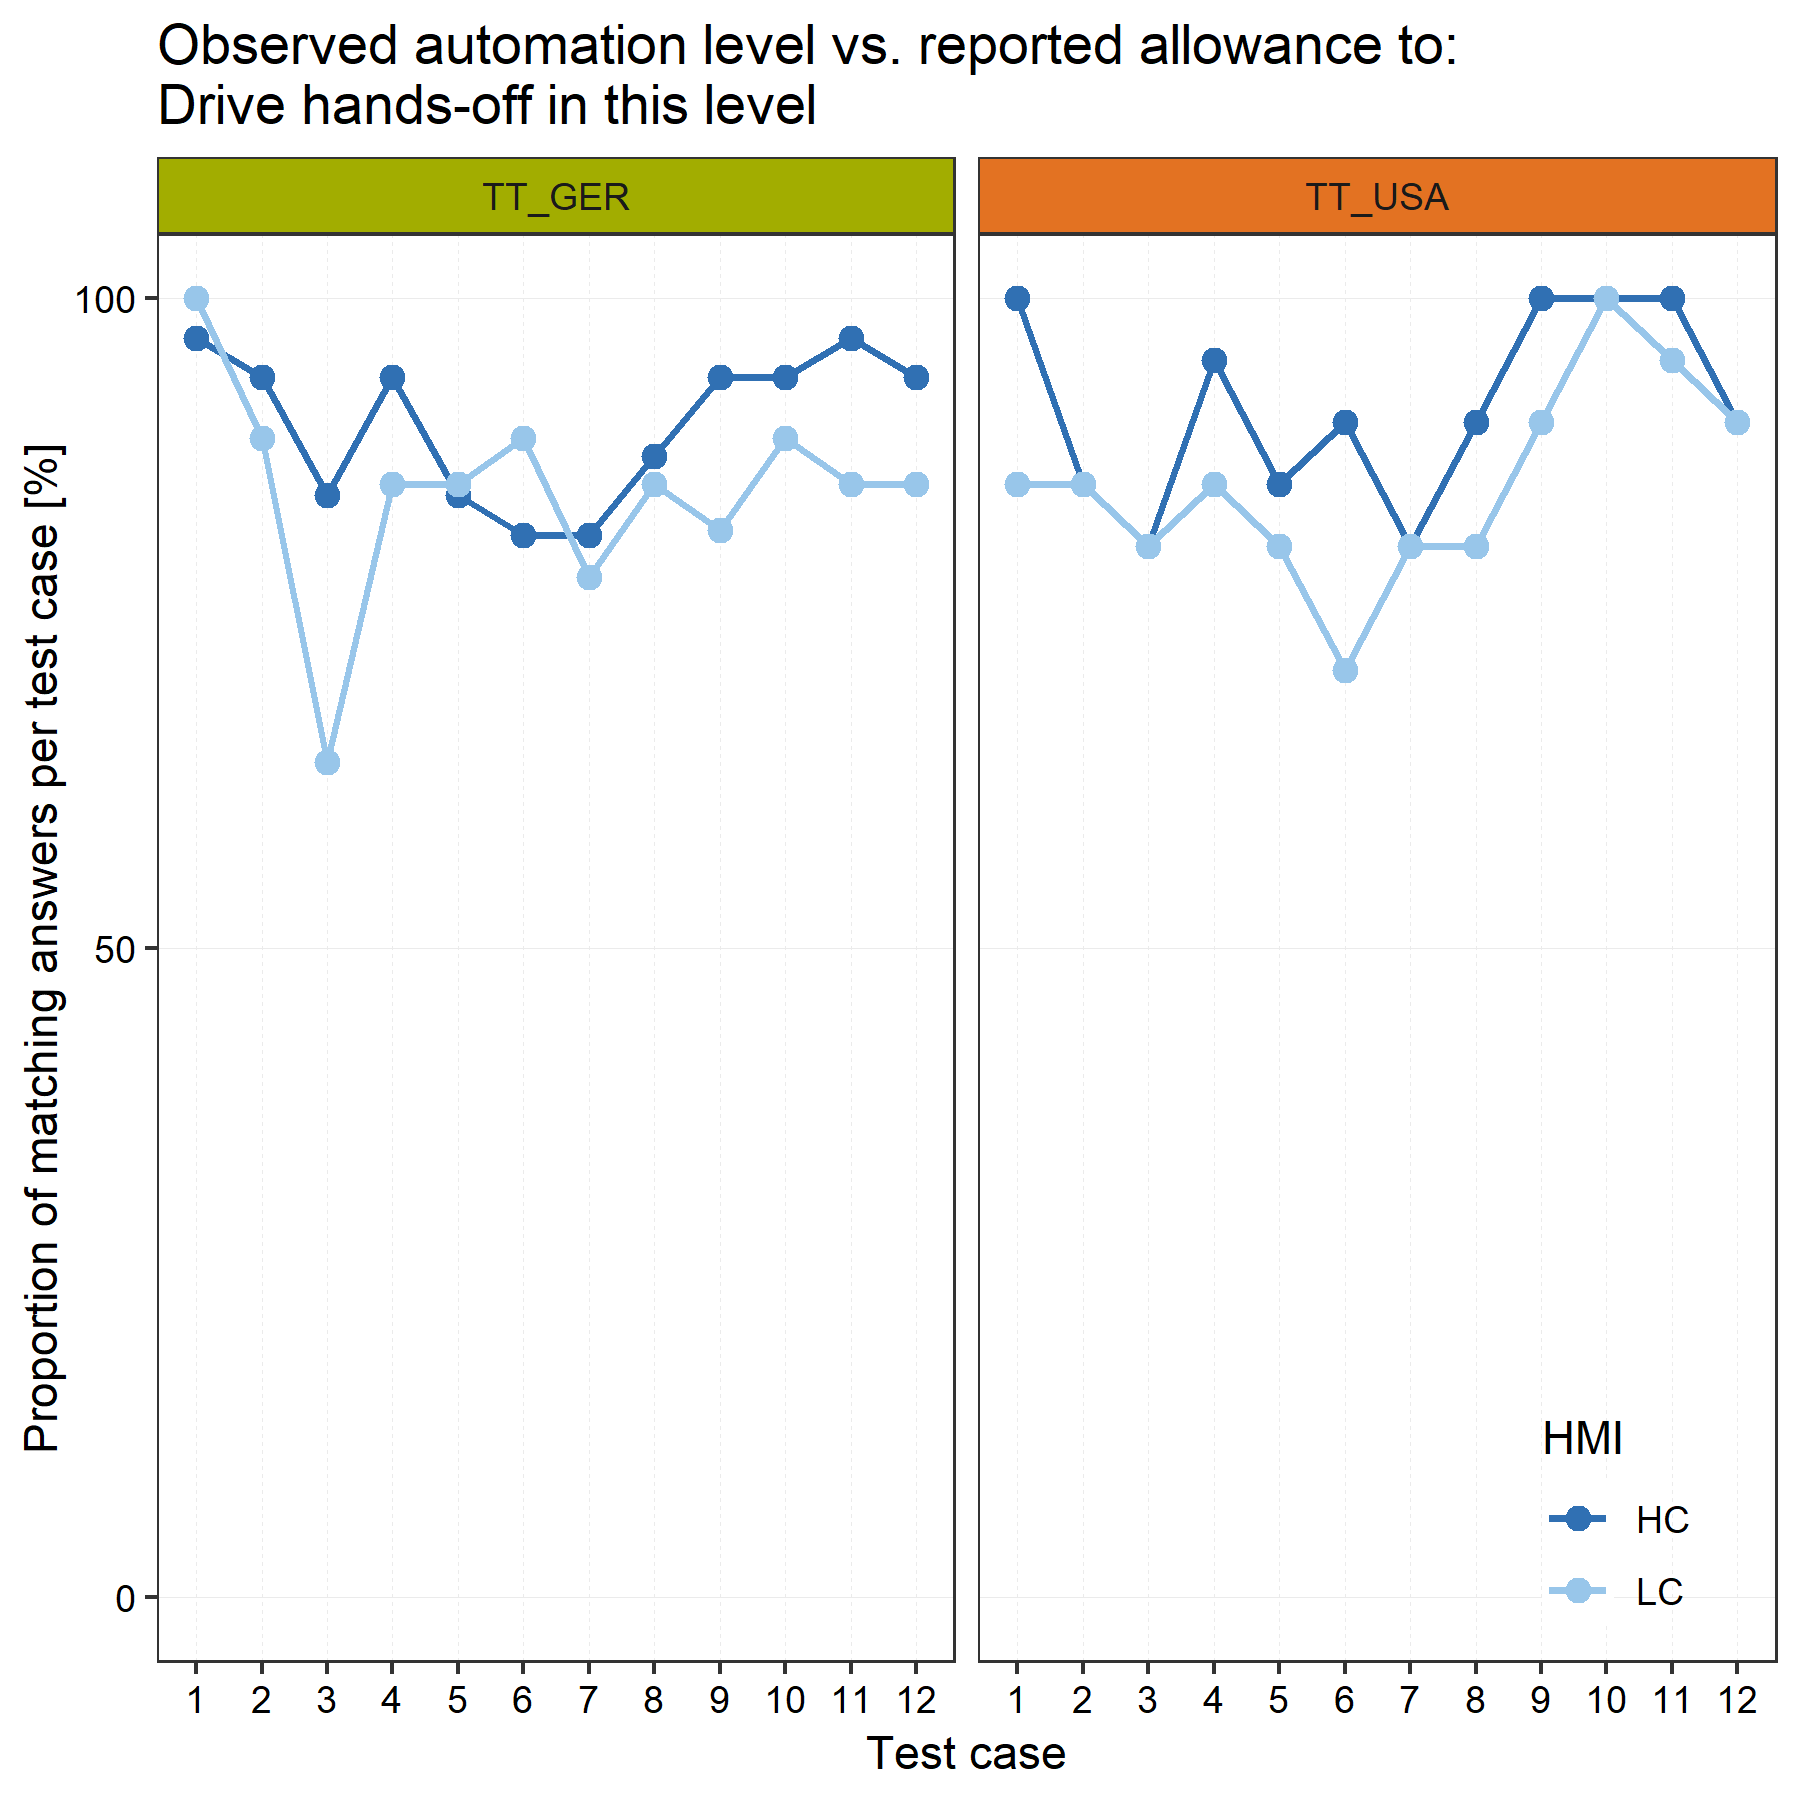 Observed automation level vs. reported allowance to:
Drive hands-off in this level
TT_GER
TT_USA
Proportion of matching answers per test case [%]
100
50
0
HMI
HC
LC
1 2 3 4 5 6 7 8 9 10 11 12
1 2 3 4 5 6 7 8 9 10 11 12
Test case